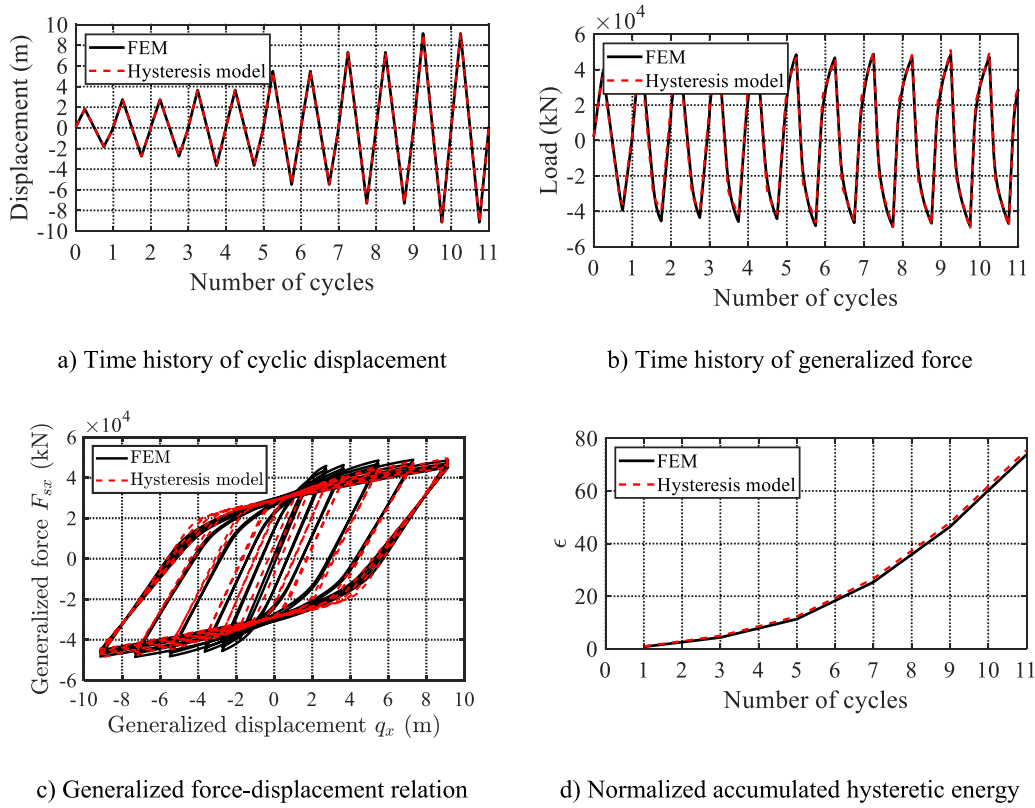 10
8
6
4
2
0
-2
-4
-6
-8
-10
Displacement (m)
FEM
Hysteresis model
0 1 2 3 4 5 6 7 8 9 10 11
Number of cycles
a) Time history of cyclic displacement
×10⁴
6
4
2
0
-2
-4
-6
Load (kN)
FEM
Hysteresis model
0 1 2 3 4 5 6 7 8 9 10 11
Number of cycles
b) Time history of generalized force
×10⁴
6
4
2
0
-2
-4
-6
Generalized force F_sx (kN)
FEM
Hysteresis model
-10 -8 -6 -4 -2 0 2 4 6 8 10
Generalized displacement q_x (m)
c) Generalized force-displacement relation
80
60
40
20
0
ϵ
FEM
Hysteresis model
0 1 2 3 4 5 6 7 8 9 10 11
Number of cycles
d) Normalized accumulated hysteretic energy